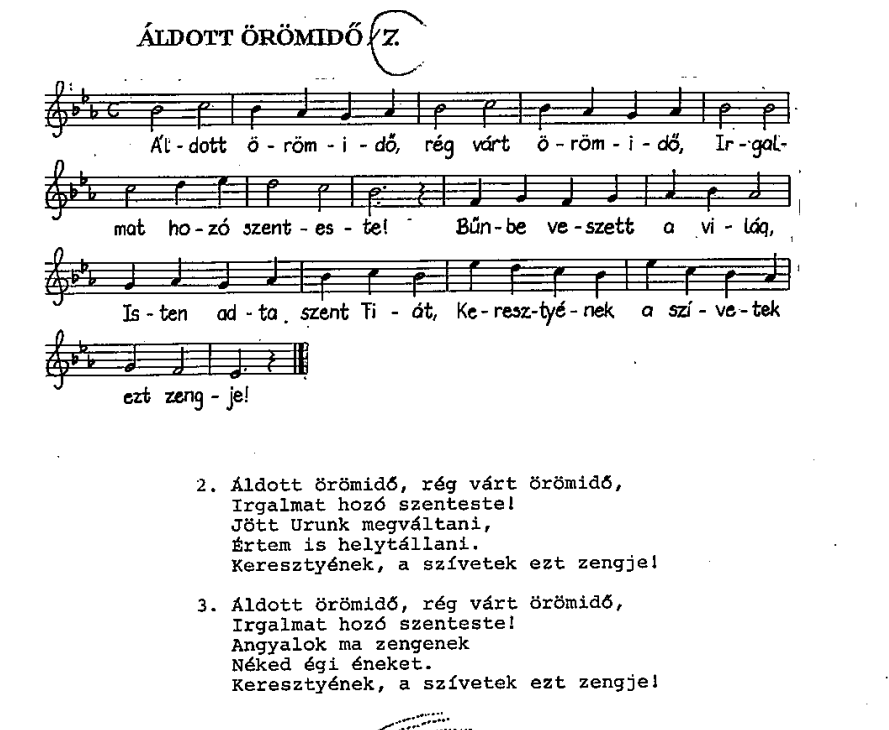 ÁLDOTT ÖRÖMIDŐ 7.
Ál-dott ö-röm-i-dő, rég várt ö-röm-i-dő, Ir-gal-
mat ho-zó szent-es-te! Bűn-be ve-szett a vi-lág,
Is-ten ad-ta szent Fi-át, Ke-resz-tyé-nek a szí-ve-tek
ezt zeng-je!
2. Áldott örömidő, rég várt örömidő,
Irgalmat hozó szenteste!
Jött Urunk megváltani,
Értem is helytállani.
Keresztyének, a szívetek ezt zengje!
3. Áldott örömidő, rég várt örömidő,
Irgalmat hozó szenteste!
Angyalok ma zengenek
Néked égi éneket.
Keresztyének, a szívetek ezt zengje!